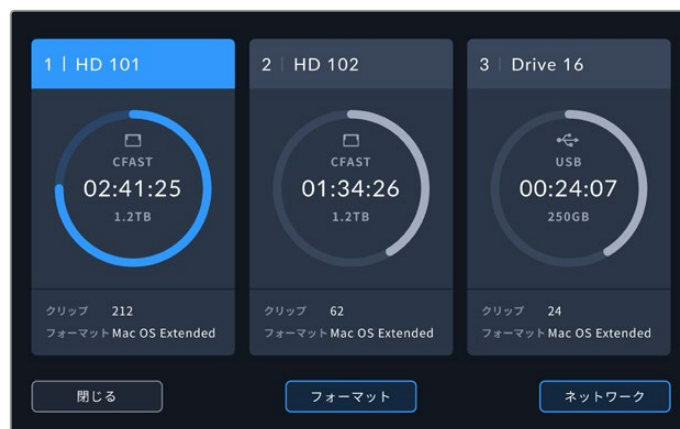 1 | HD 101
CFAST
02:41:25
1.2TB
クリップ 212
フォーマット Mac OS Extended
2 | HD 102
CFAST
01:34:26
1.2TB
クリップ 62
フォーマット Mac OS Extended
3 | Drive 16
USB
00:24:07
250GB
クリップ 24
フォーマット Mac OS Extended
閉じる
フォーマット
ネットワーク